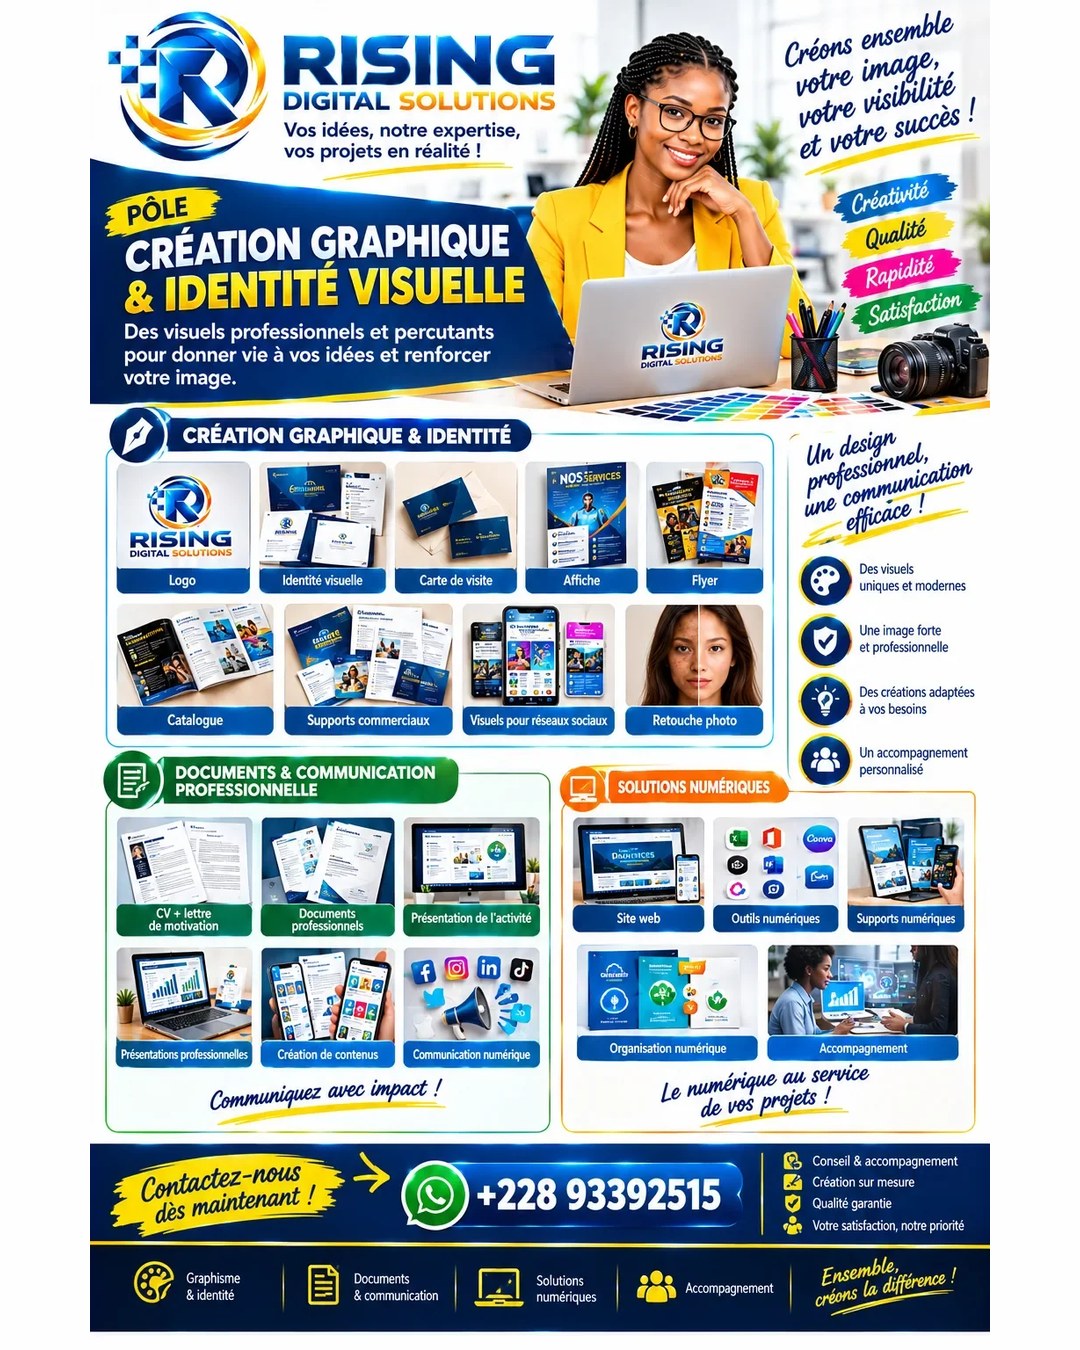 RISING
DIGITAL SOLUTIONS
Vos idées, notre expertise,
vos projets en réalité !
Créons ensemble
votre image,
votre visibilité
et votre succès !
Créativité
Qualité
Rapidité
Satisfaction
PÔLE
CRÉATION GRAPHIQUE
& IDENTITÉ VISUELLE
Des visuels professionnels et percutants
pour donner vie à vos idées et renforcer
votre image.
RISING
DIGITAL SOLUTIONS
CRÉATION GRAPHIQUE & IDENTITÉ
RISING
DIGITAL SOLUTIONS
NOS SERVICES
Logo
Identité visuelle
Carte de visite
Affiche
Flyer
Catalogue
Supports commerciaux
Visuels pour réseaux sociaux
Retouche photo
Un design
professionnel,
une communication
efficace !
Des visuels
uniques et modernes
Une image forte
et professionnelle
Des créations adaptées
à vos besoins
Un accompagnement
personnalisé
DOCUMENTS & COMMUNICATION
PROFESSIONNELLE
CV + lettre
de motivation
Documents
professionnels
Présentation de l'activité
Présentations professionnelles
Création de contenus
Communication numérique
Communiquez avec impact !
SOLUTIONS NUMÉRIQUES
Canva
Site web
Outils numériques
Supports numériques
Organisation numérique
Accompagnement
Le numérique au service
de vos projets !
Contactez-nous
dès maintenant !
+228 93392515
Conseil & accompagnement
Création sur mesure
Qualité garantie
Votre satisfaction, notre priorité
Graphisme
& identité
Documents
& communication
Solutions
numériques
Accompagnement
Ensemble,
créons la différence !